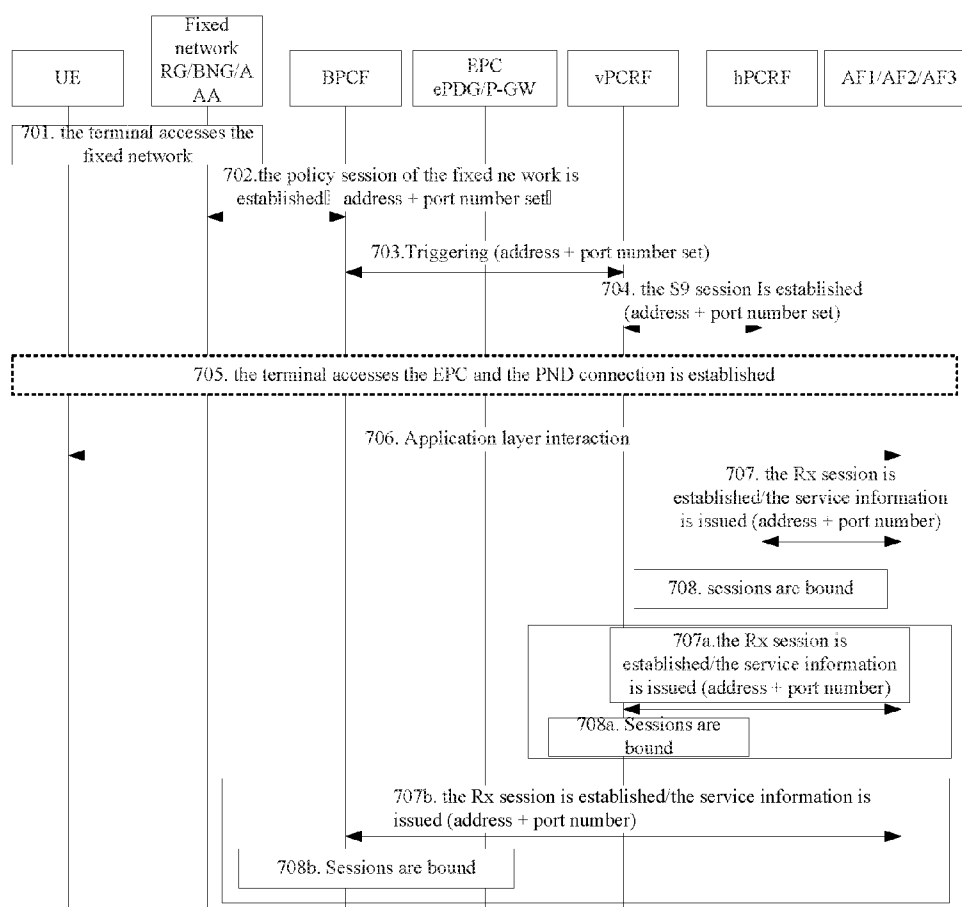 Fixed
network
RG/BNG/A
AA
UE
BPCF
EPC
ePDG/P-GW
vPCRF
hPCRF
AF1/AF2/AF3
701. the terminal accesses the
fixed network
702.the policy session of the fixed ne work is
established address + port number set
703.Triggering (address + port number set)
704. the S9 session Is established
(address + port number set)
705. the terminal accesses the EPC and the PND connection is established
706. Application layer interaction
707. the Rx session is
established/the service information
is issued (address + port number)
708. sessions are bound
707a.the Rx session is
established/the service information
is issued (address + port number)
708a. Sessions are
bound
707b. the Rx session is established/the service information is
issued (address + port number)
708b. Sessions are bound